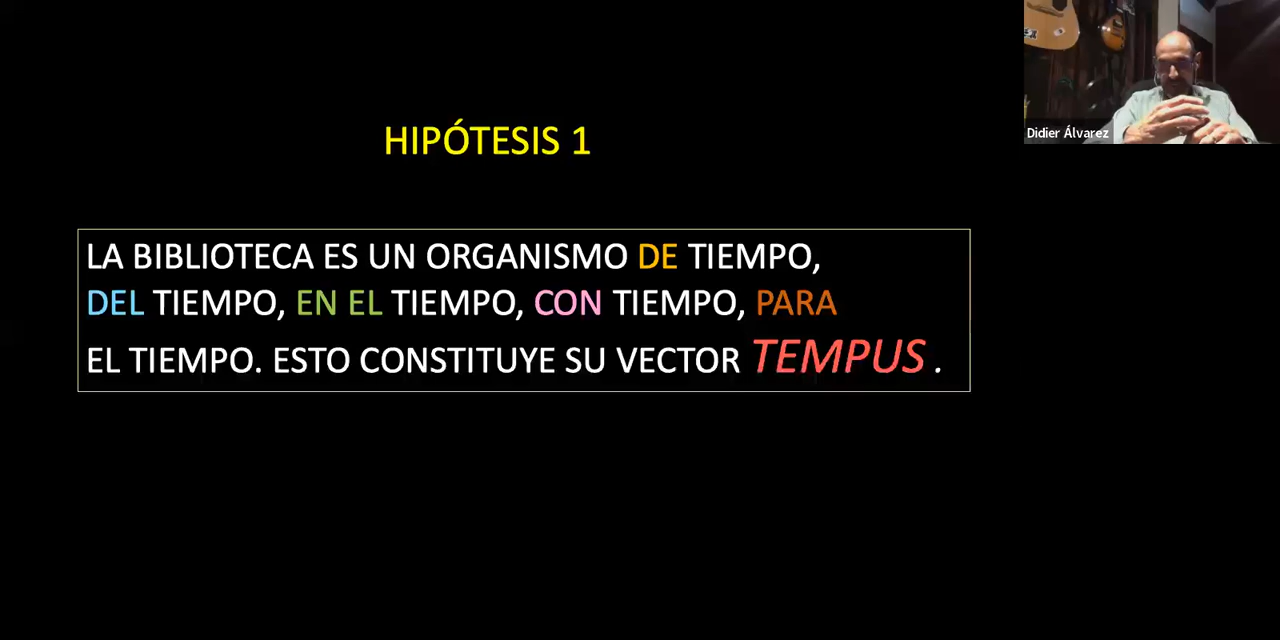 HIPÓTESIS 1
LA BIBLIOTECA ES UN ORGANISMO DE TIEMPO,
DEL TIEMPO, EN EL TIEMPO, CON TIEMPO, PARA
EL TIEMPO. ESTO CONSTITUYE SU VECTOR TEMPUS .
Didier Álvarez